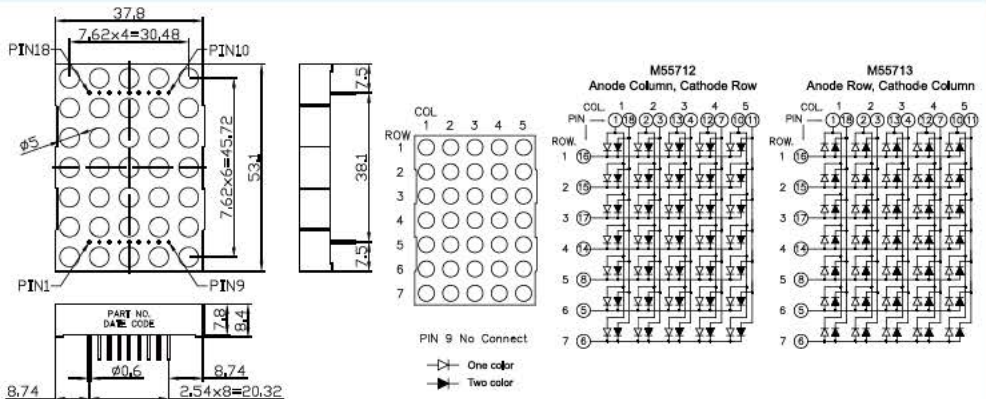 37.8
7.62x4=30.48
PIN18
PIN10
ø5
7.62x6=45.72
53.1
PIN1
PIN9
7.5
38.1
7.5
PART NO.
DATE CODE
7.8
8.4
ø0.6
8.74
8.74
2.54x8=20.32
COL
1 2 3 4 5
ROW
1
2
3
4
5
6
7
PIN 9 No Connect
One color
Two color
M55712
Anode Column, Cathode Row
COL. 1 2 3 4 5
PIN 1 18 2 3 13 4 12 7 10 11
ROW.
1 16
2 15
3 17
4 14
5 8
6 5
7 6
M55713
Anode Row, Cathode Column
COL. 1 2 3 4 5
PIN 1 18 2 3 13 4 12 7 10 11
ROW.
1 16
2 15
3 17
4 14
5 8
6 5
7 6